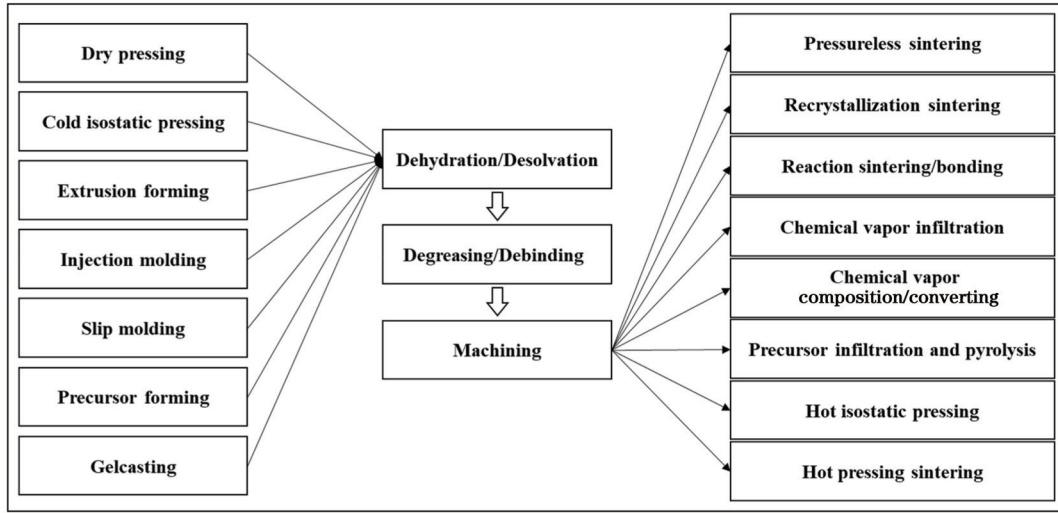 Dry pressing
Cold isostatic pressing
Extrusion forming
Injection molding
Slip molding
Precursor forming
Gelcasting
Dehydration/Desolvation
Degreasing/Debinding
Machining
Pressureless sintering
Recrystallization sintering
Reaction sintering/bonding
Chemical vapor infiltration
Chemical vapor
composition/converting
Precursor infiltration and pyrolysis
Hot isostatic pressing
Hot pressing sintering